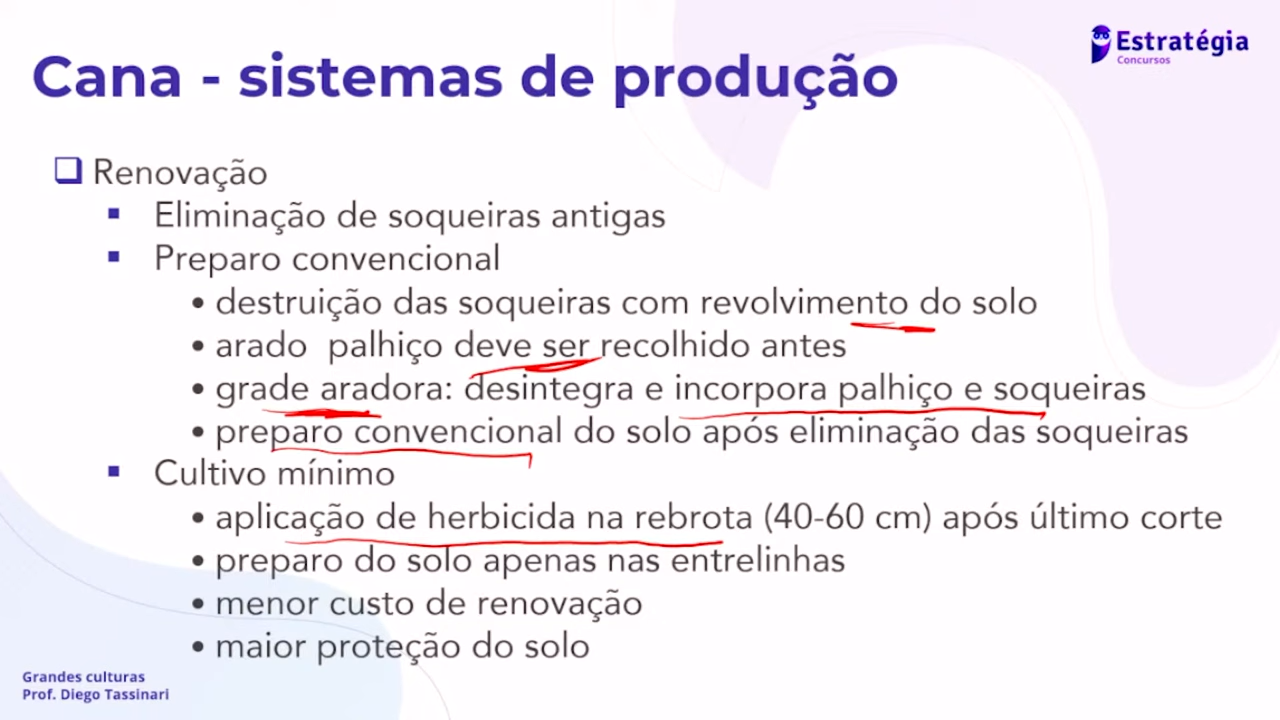 Estratégia
Concursos
Cana - sistemas de produção
Renovação
Eliminação de soqueiras antigas
Preparo convencional
• destruição das soqueiras com revolvimento do solo
• arado palhiço deve ser recolhido antes
• grade aradora: desintegra e incorpora palhiço e soqueiras
• preparo convencional do solo após eliminação das soqueiras
Cultivo mínimo
• aplicação de herbicida na rebrota (40-60 cm) após último corte
• preparo do solo apenas nas entrelinhas
• menor custo de renovação
• maior proteção do solo
Grandes culturas
Prof. Diego Tassinari